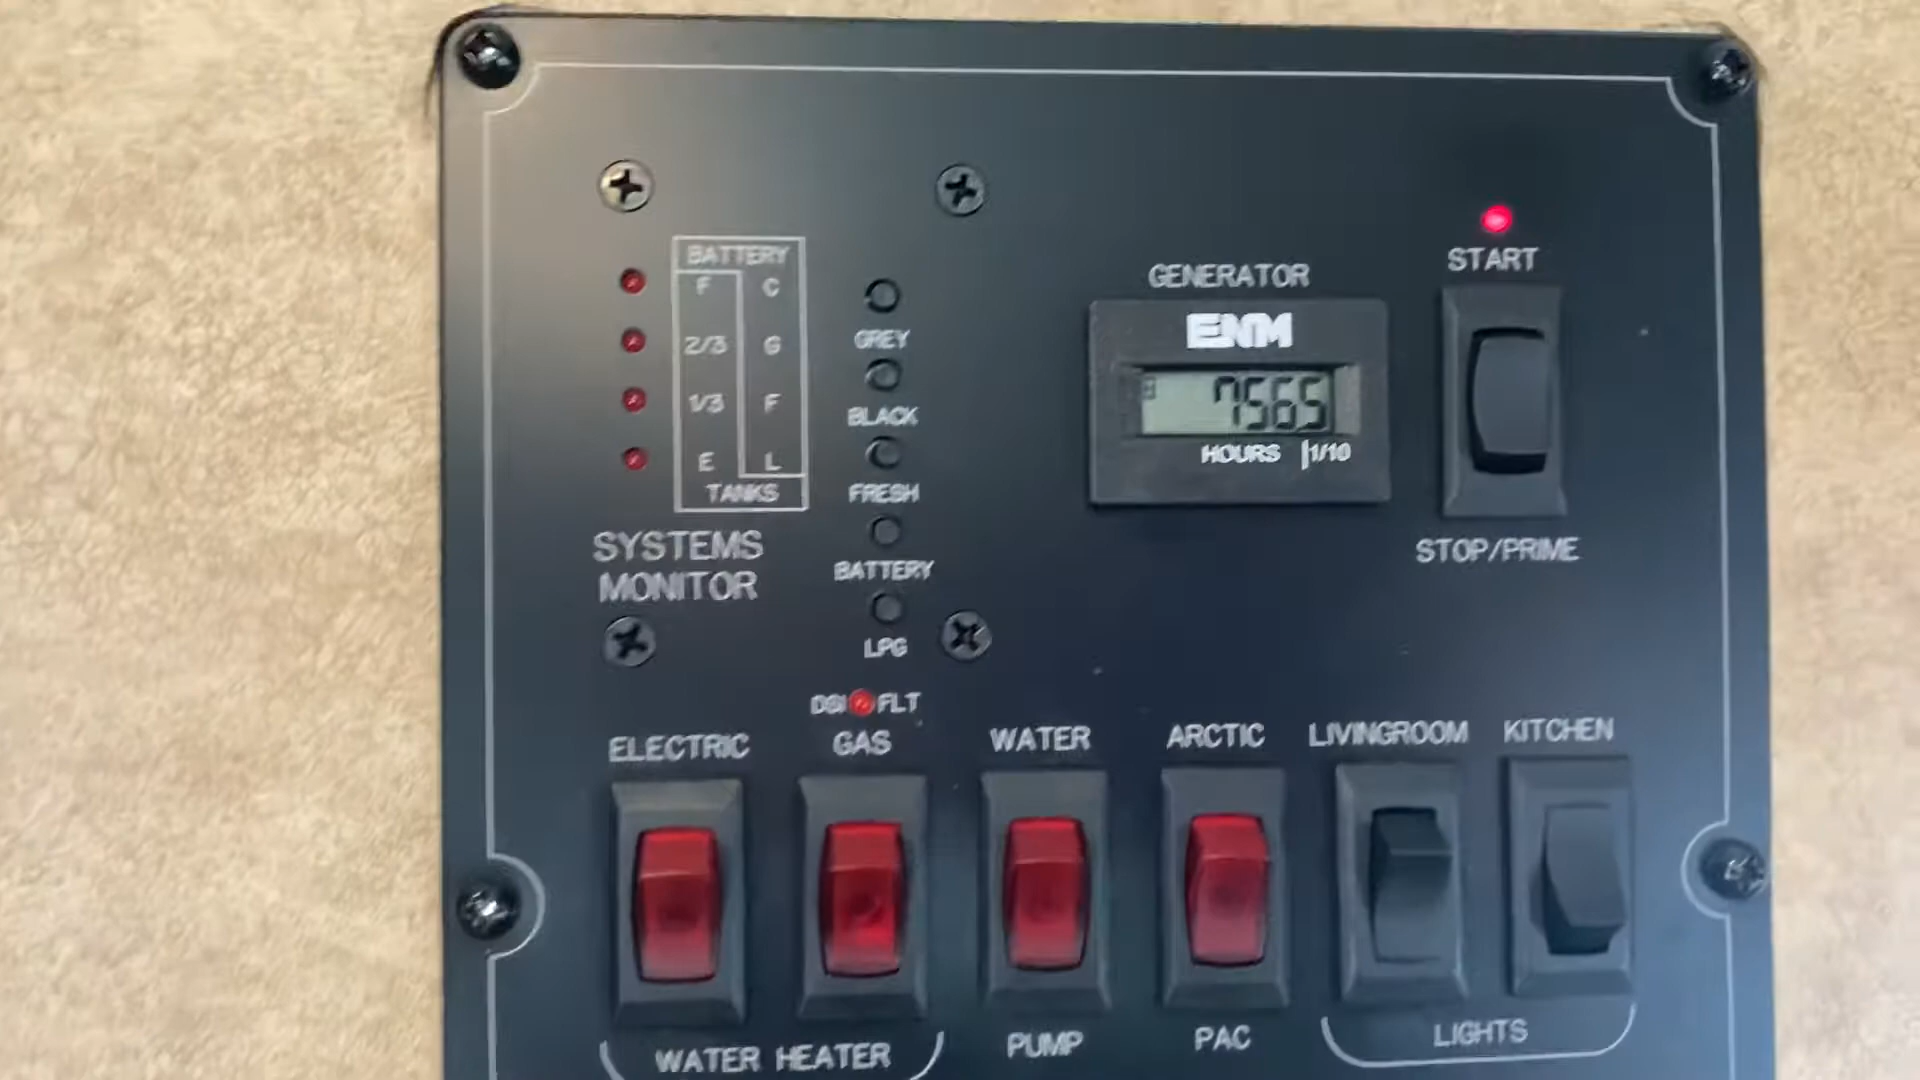 BATTERY
F C
2/3 G
1/3 F
E L
TANKS
SYSTEMS
MONITOR
GREY
BLACK
FRESH
BATTERY
LPG
GENERATOR
ENM
7565
HOURS 1/10
START
STOP/PRIME
DSI FLT
ELECTRIC
GAS
WATER
ARCTIC
LIVINGROOM
KITCHEN
WATER HEATER
PUMP
PAC
LIGHTS